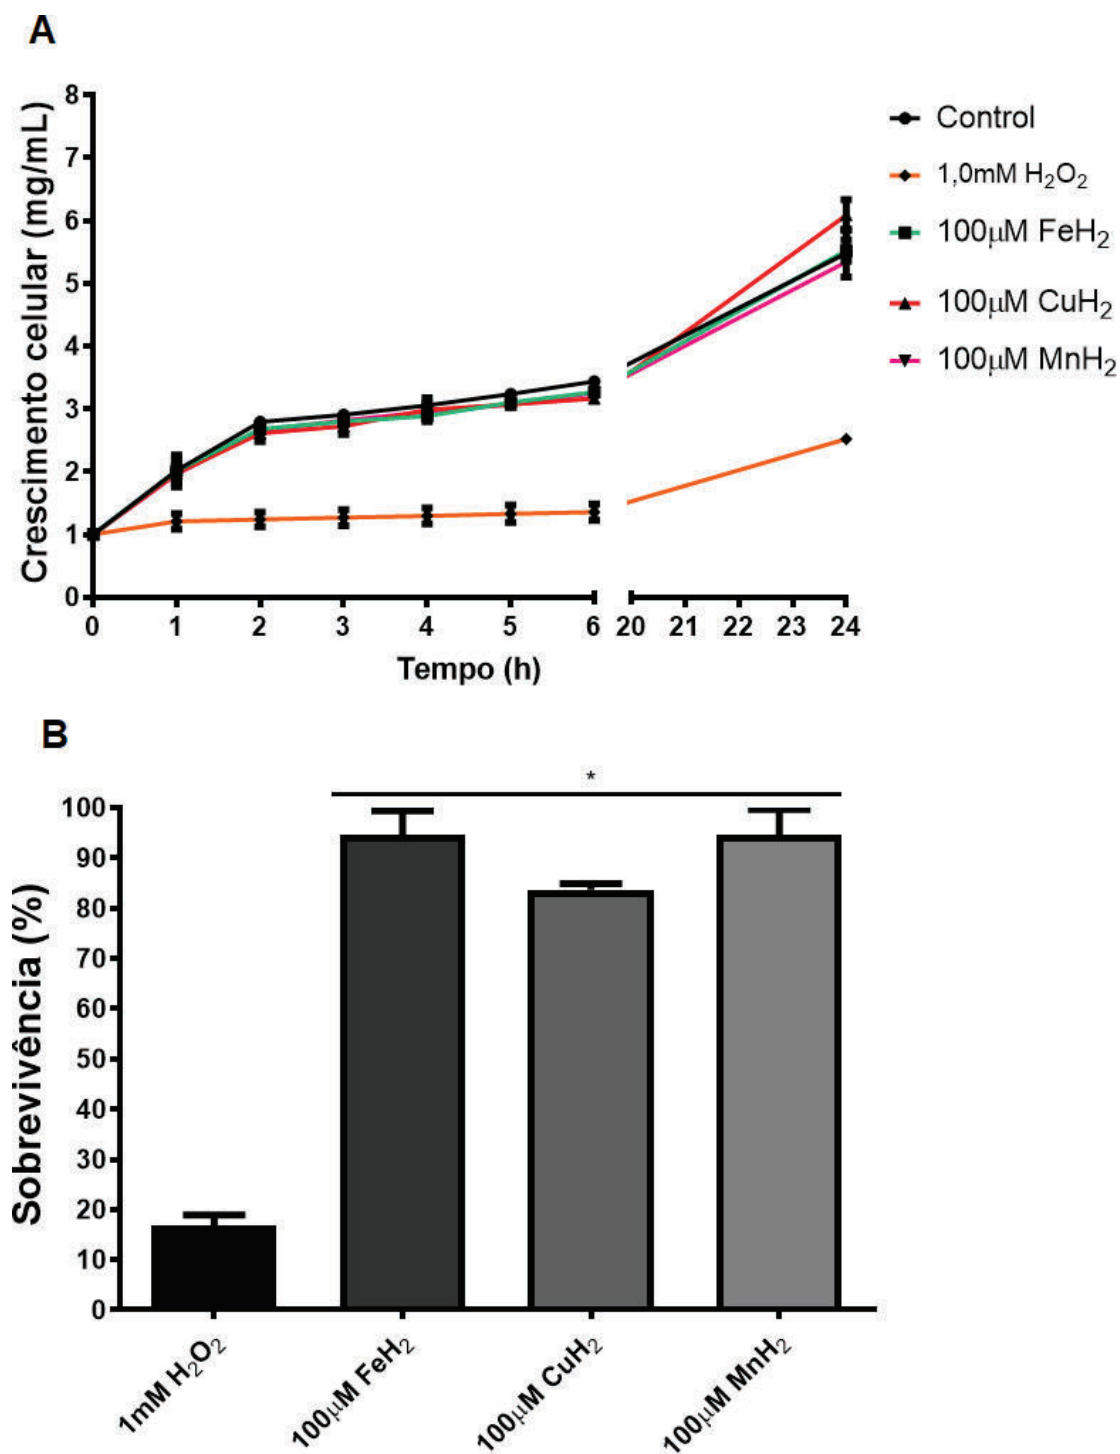 A
Crescimento celular (mg/mL)
8
7
6
5
4
3
2
1
0
0 1 2 3 4 5 6 20 21 22 23 24
Tempo (h)
Control
1,0mM H₂O₂
100µM FeH₂
100µM CuH₂
100µM MnH₂
B
*
Sobrevivência (%)
100
90
80
70
60
50
40
30
20
10
0
1mM H₂O₂
100µM FeH₂
100µM CuH₂
100µM MnH₂